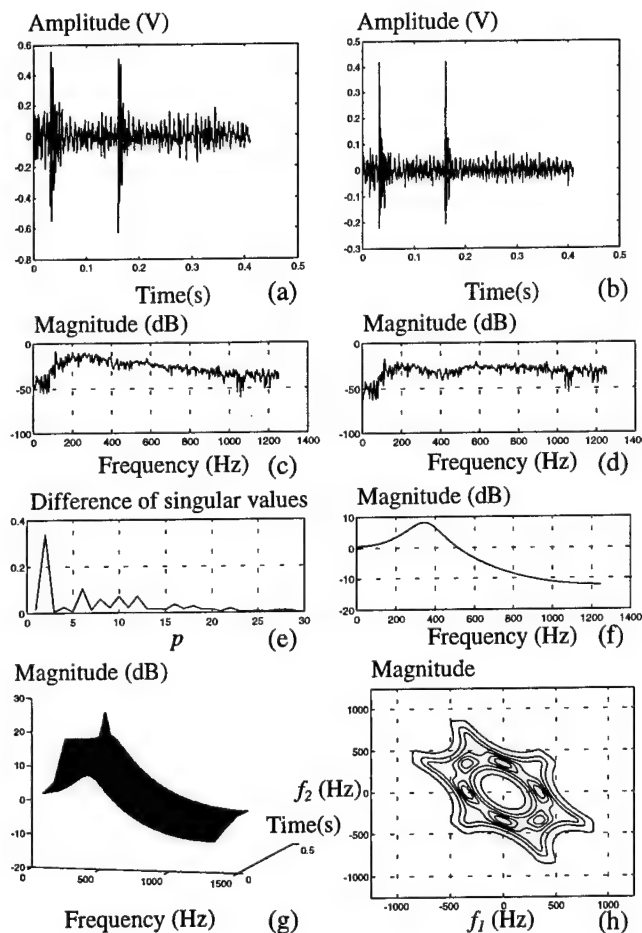 Amplitude (V)
0.6
0.4
0.2
0
-0.2
-0.4
-0.6
-0.8
0 0.1 0.2 0.3 0.4 0.5
Time(s) (a)
Amplitude (V)
0.5
0.4
0.3
0.2
0.1
0
-0.1
-0.2
-0.3
0 0.1 0.2 0.3 0.4 0.5
Time(s) (b)
Magnitude (dB)
0
-50
-100
0 200 400 600 800 1000 1200 1400
Frequency (Hz) (c)
Magnitude (dB)
0
-50
-100
0 200 400 600 800 1000 1200 1400
Frequency (Hz) (d)
Difference of singular values
0.4
0.2
0
0 5 10 15 20 25 30
p (e)
Magnitude (dB)
10
0
-10
-20
0 200 400 600 800 1000 1200 1400
Frequency (Hz) (f)
Magnitude (dB)
30
20
10
0
-10
-20
0 500 1000 1500
Time(s)
0.5
0
Frequency (Hz) (g)
Magnitude
1000
500
f2 (Hz) 0
-500
-1000
-1000 -500 0 500 1000
f1 (Hz) (h)